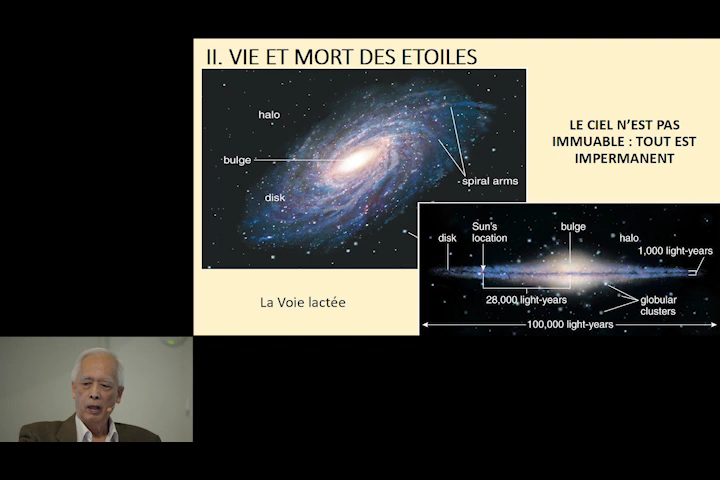 II. VIE ET MORT DES ETOILES
halo
bulge
spiral arms
disk
LE CIEL N’EST PAS
IMMUABLE : TOUT EST
IMPERMANENT
La Voie lactée
disk
Sun's
location
bulge
halo
1,000 light-years
28,000 light-years
globular
clusters
100,000 light-years